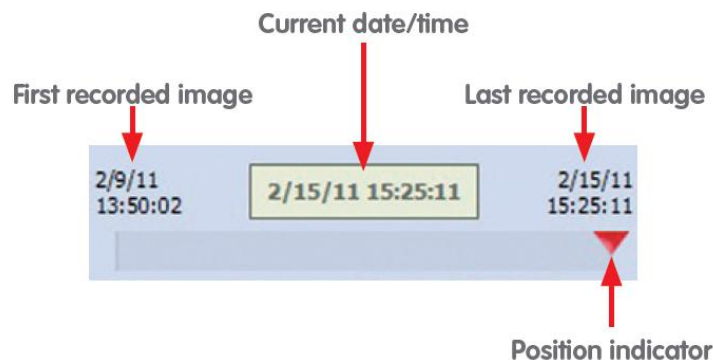 Current date/time
First recorded image
Last recorded image
2/9/11
13:50:02
2/15/11 15:25:11
2/15/11
15:25:11
Position indicator